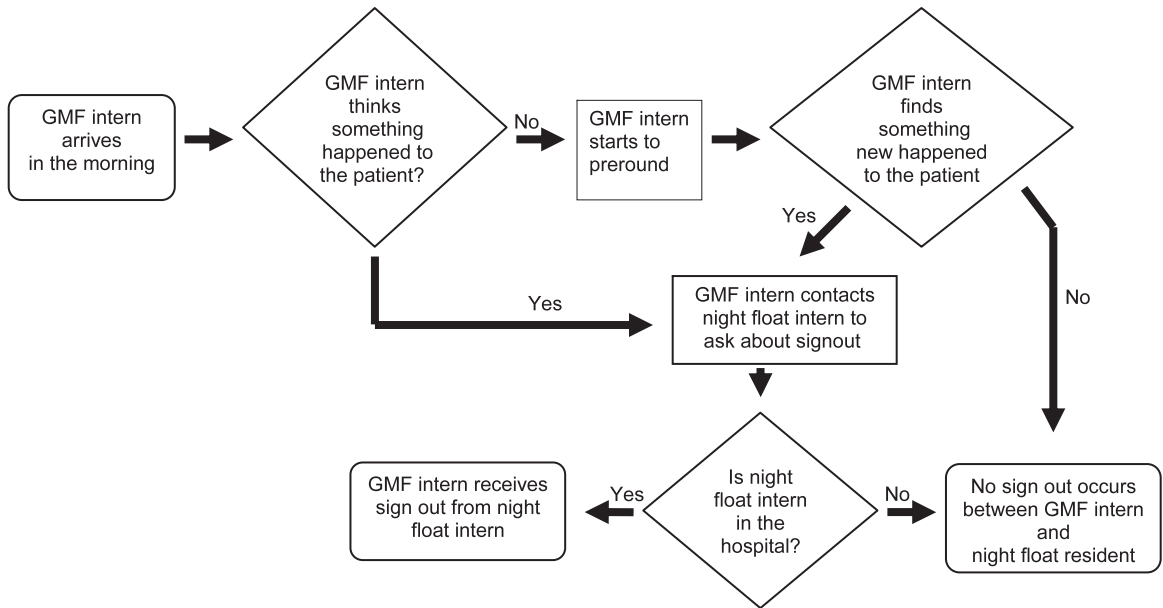 GMF intern
arrives
in the morning
GMF intern
thinks
something
happened to
the patient?
No
GMF intern
starts to
preround
GMF intern
finds
something
new happened
to the patient
Yes
No
Yes
GMF intern contacts
night float intern to
ask about signout
GMF intern receives
sign out from night
float intern
Yes
Is night
float intern
in the
hospital?
No
No sign out occurs
between GMF intern
and
night float resident